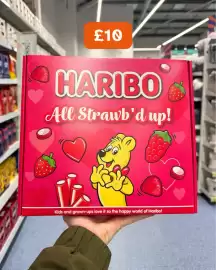 £10
HARIBO
All Strawb'd up!
Kids and grown-ups love it so the happy world of Haribo!